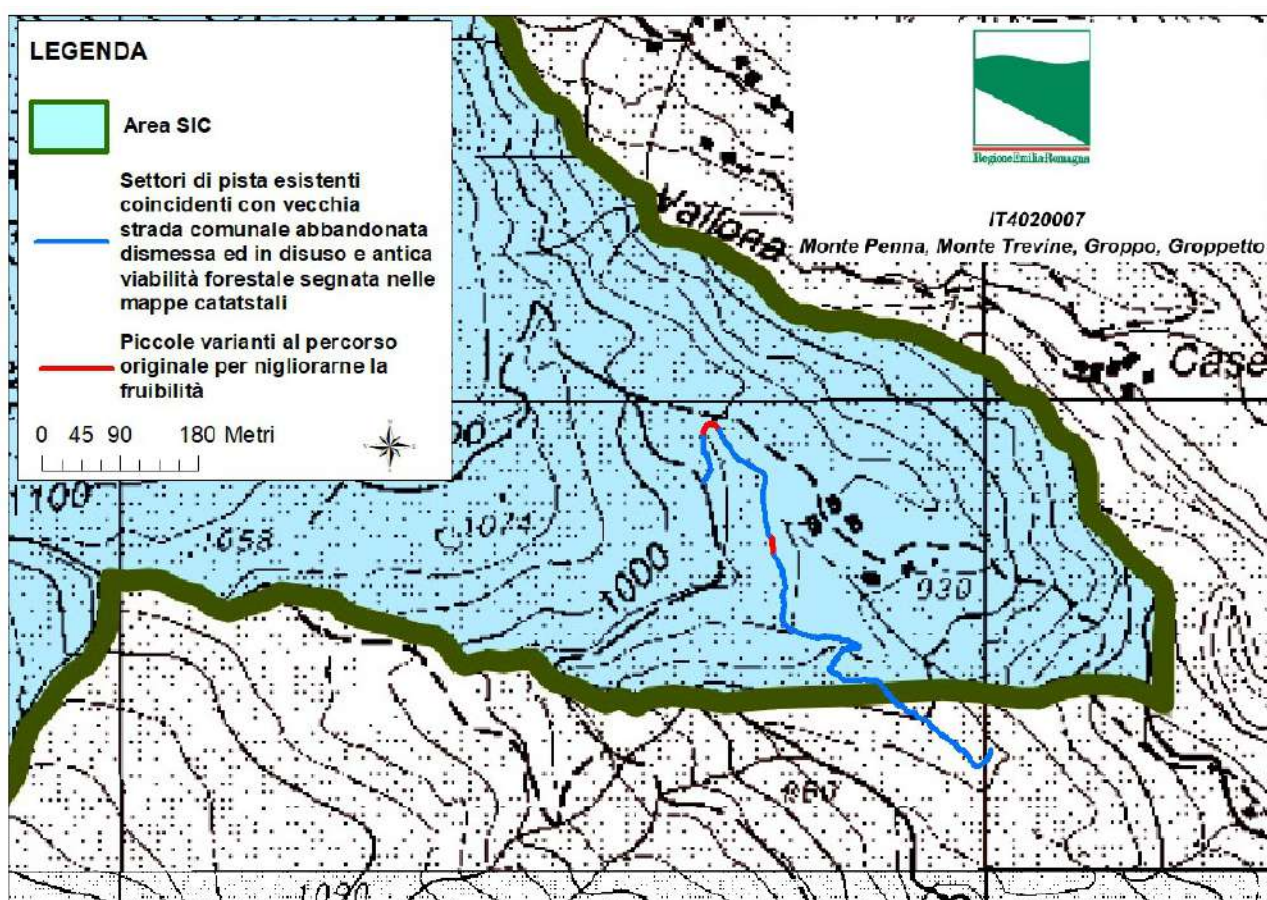 LEGENDA
Area SIC
Settori di pista esistenti
coincidenti con vecchia
strada comunale abbandonata
dismessa ed in disuso e antica
viabilità forestale segnata nelle
mappe catatstali
Piccole varianti al percorso
originale per nigliorarne la
fruibilità
0 45 90 180 Metri
RegioneEmiliaRomagna
IT4020007
Monte Penna, Monte Trevine, Groppo, Groppetto
Vallona
Case
100
1058
1074
1000
930
860